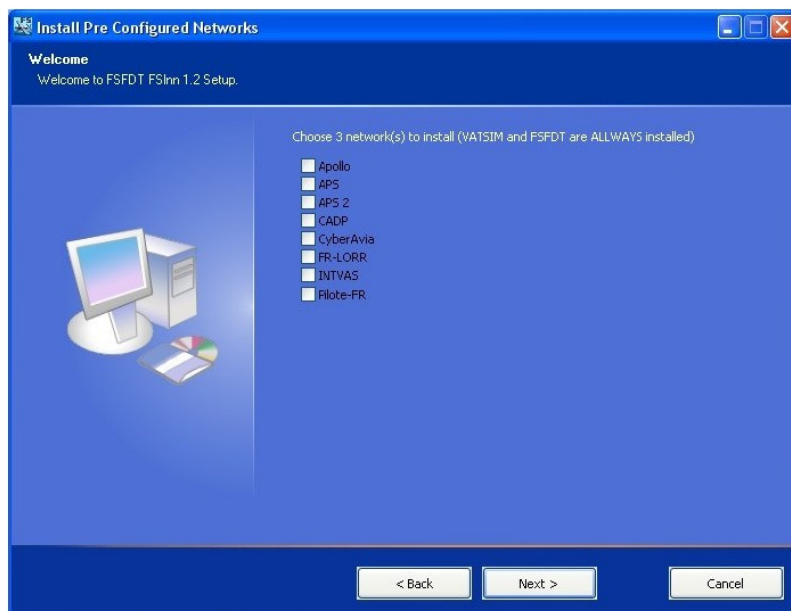 Install Pre Configured Networks
Welcome
Welcome to FSFDT FSInn 1.2 Setup.
Choose 3 network(s) to install (VATSIM and FSFDT are ALLWAYS installed)
Apollo
APS
APS 2
CADP
CyberAvia
FR-LORR
INTVAS
Pilote-FR
< Back
Next >
Cancel